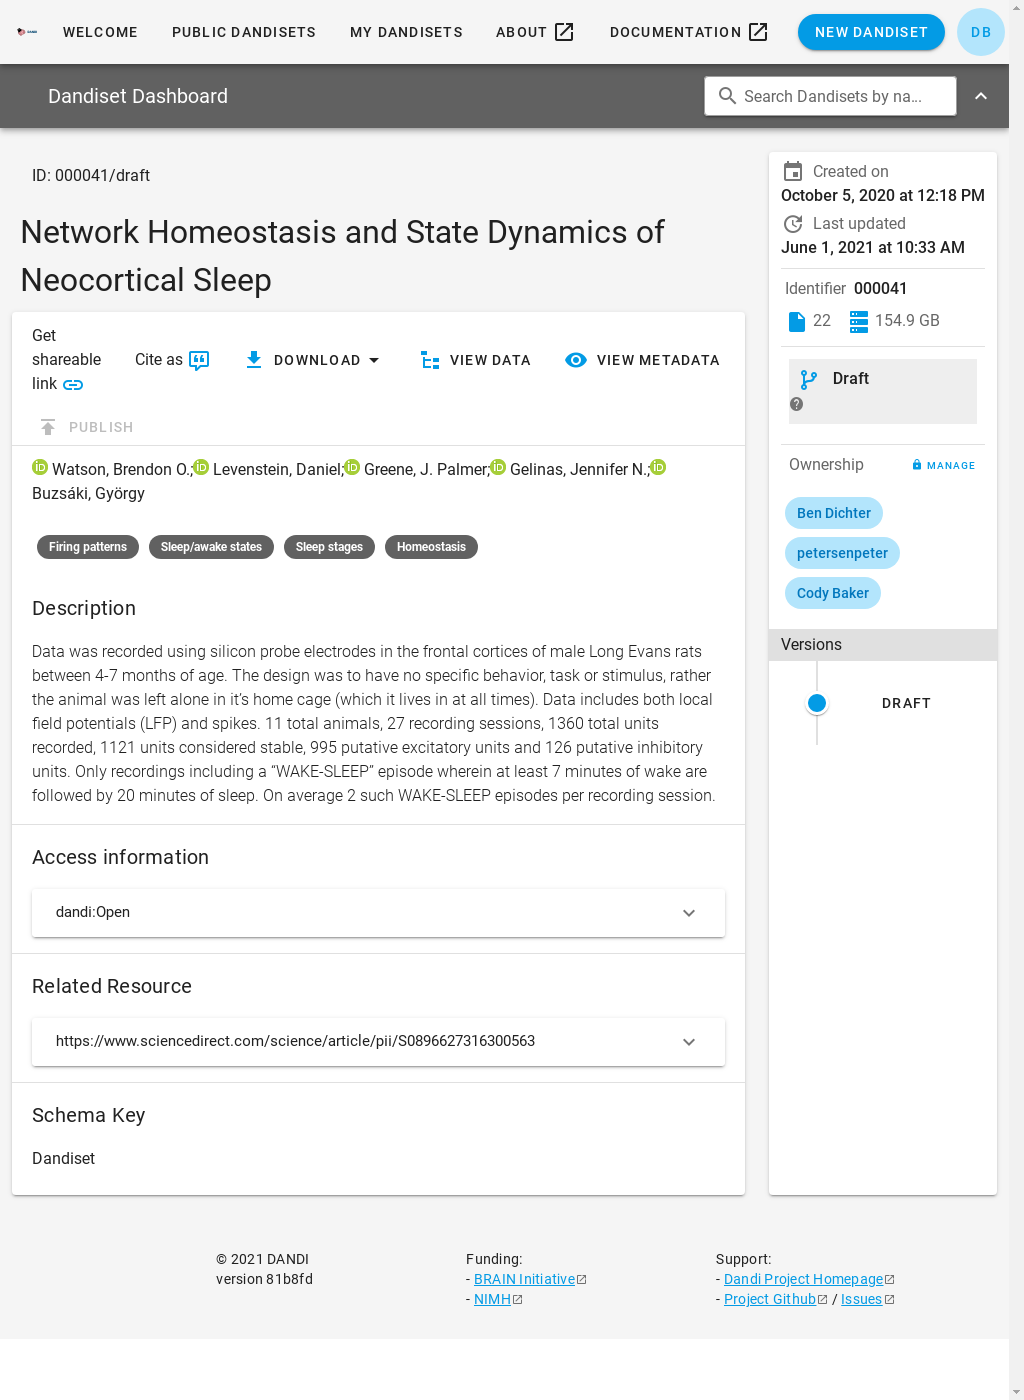 WELCOME PUBLIC DANDISETS MY DANDISETS ABOUT DOCUMENTATION NEW DANDISET DB
Dandiset Dashboard Search Dandisets by na...
ID: 000041/draft
Network Homeostasis and State Dynamics of
Neocortical Sleep
Get
shareable
link
Cite as
DOWNLOAD
VIEW DATA
VIEW METADATA
PUBLISH
Watson, Brendon O.; Levenstein, Daniel; Greene, J. Palmer; Gelinas, Jennifer N.;
Buzsáki, György
Firing patterns Sleep/awake states Sleep stages Homeostasis
Description
Data was recorded using silicon probe electrodes in the frontal cortices of male Long Evans rats
between 4-7 months of age. The design was to have no specific behavior, task or stimulus, rather
the animal was left alone in it’s home cage (which it lives in at all times). Data includes both local
field potentials (LFP) and spikes. 11 total animals, 27 recording sessions, 1360 total units
recorded, 1121 units considered stable, 995 putative excitatory units and 126 putative inhibitory
units. Only recordings including a “WAKE-SLEEP” episode wherein at least 7 minutes of wake are
followed by 20 minutes of sleep. On average 2 such WAKE-SLEEP episodes per recording session.
Access information
dandi:Open
Related Resource
https://www.sciencedirect.com/science/article/pii/S0896627316300563
Schema Key
Dandiset
Created on
October 5, 2020 at 12:18 PM
Last updated
June 1, 2021 at 10:33 AM
Identifier 000041
22 154.9 GB
Draft
Ownership MANAGE
Ben Dichter
petersenpeter
Cody Baker
Versions
DRAFT
© 2021 DANDI
version 81b8fd
Funding:
- BRAIN Initiative
- NIMH
Support:
- Dandi Project Homepage
- Project Github / Issues